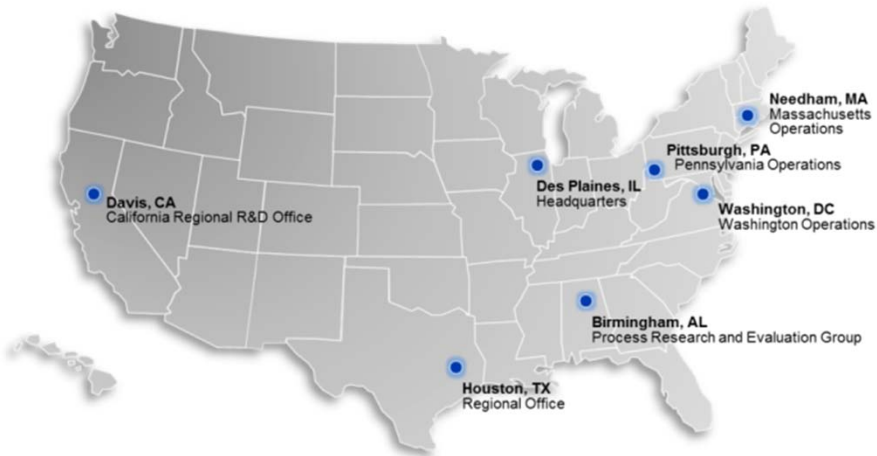 Needham, MA
Massachusetts
Operations
Pittsburgh, PA
Pennsylvania Operations
Des Plaines, IL
Headquarters
Davis, CA
California Regional R&D Office
Washington, DC
Washington Operations
Birmingham, AL
Process Research and Evaluation Group
Houston, TX
Regional Office